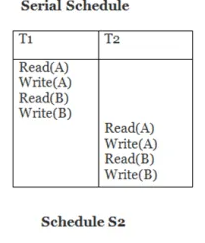 Serial Schedule
T1 T2
Read(A)
Write(A)
Read(B)
Write(B)
Read(A)
Write(A)
Read(B)
Write(B)
Schedule S2